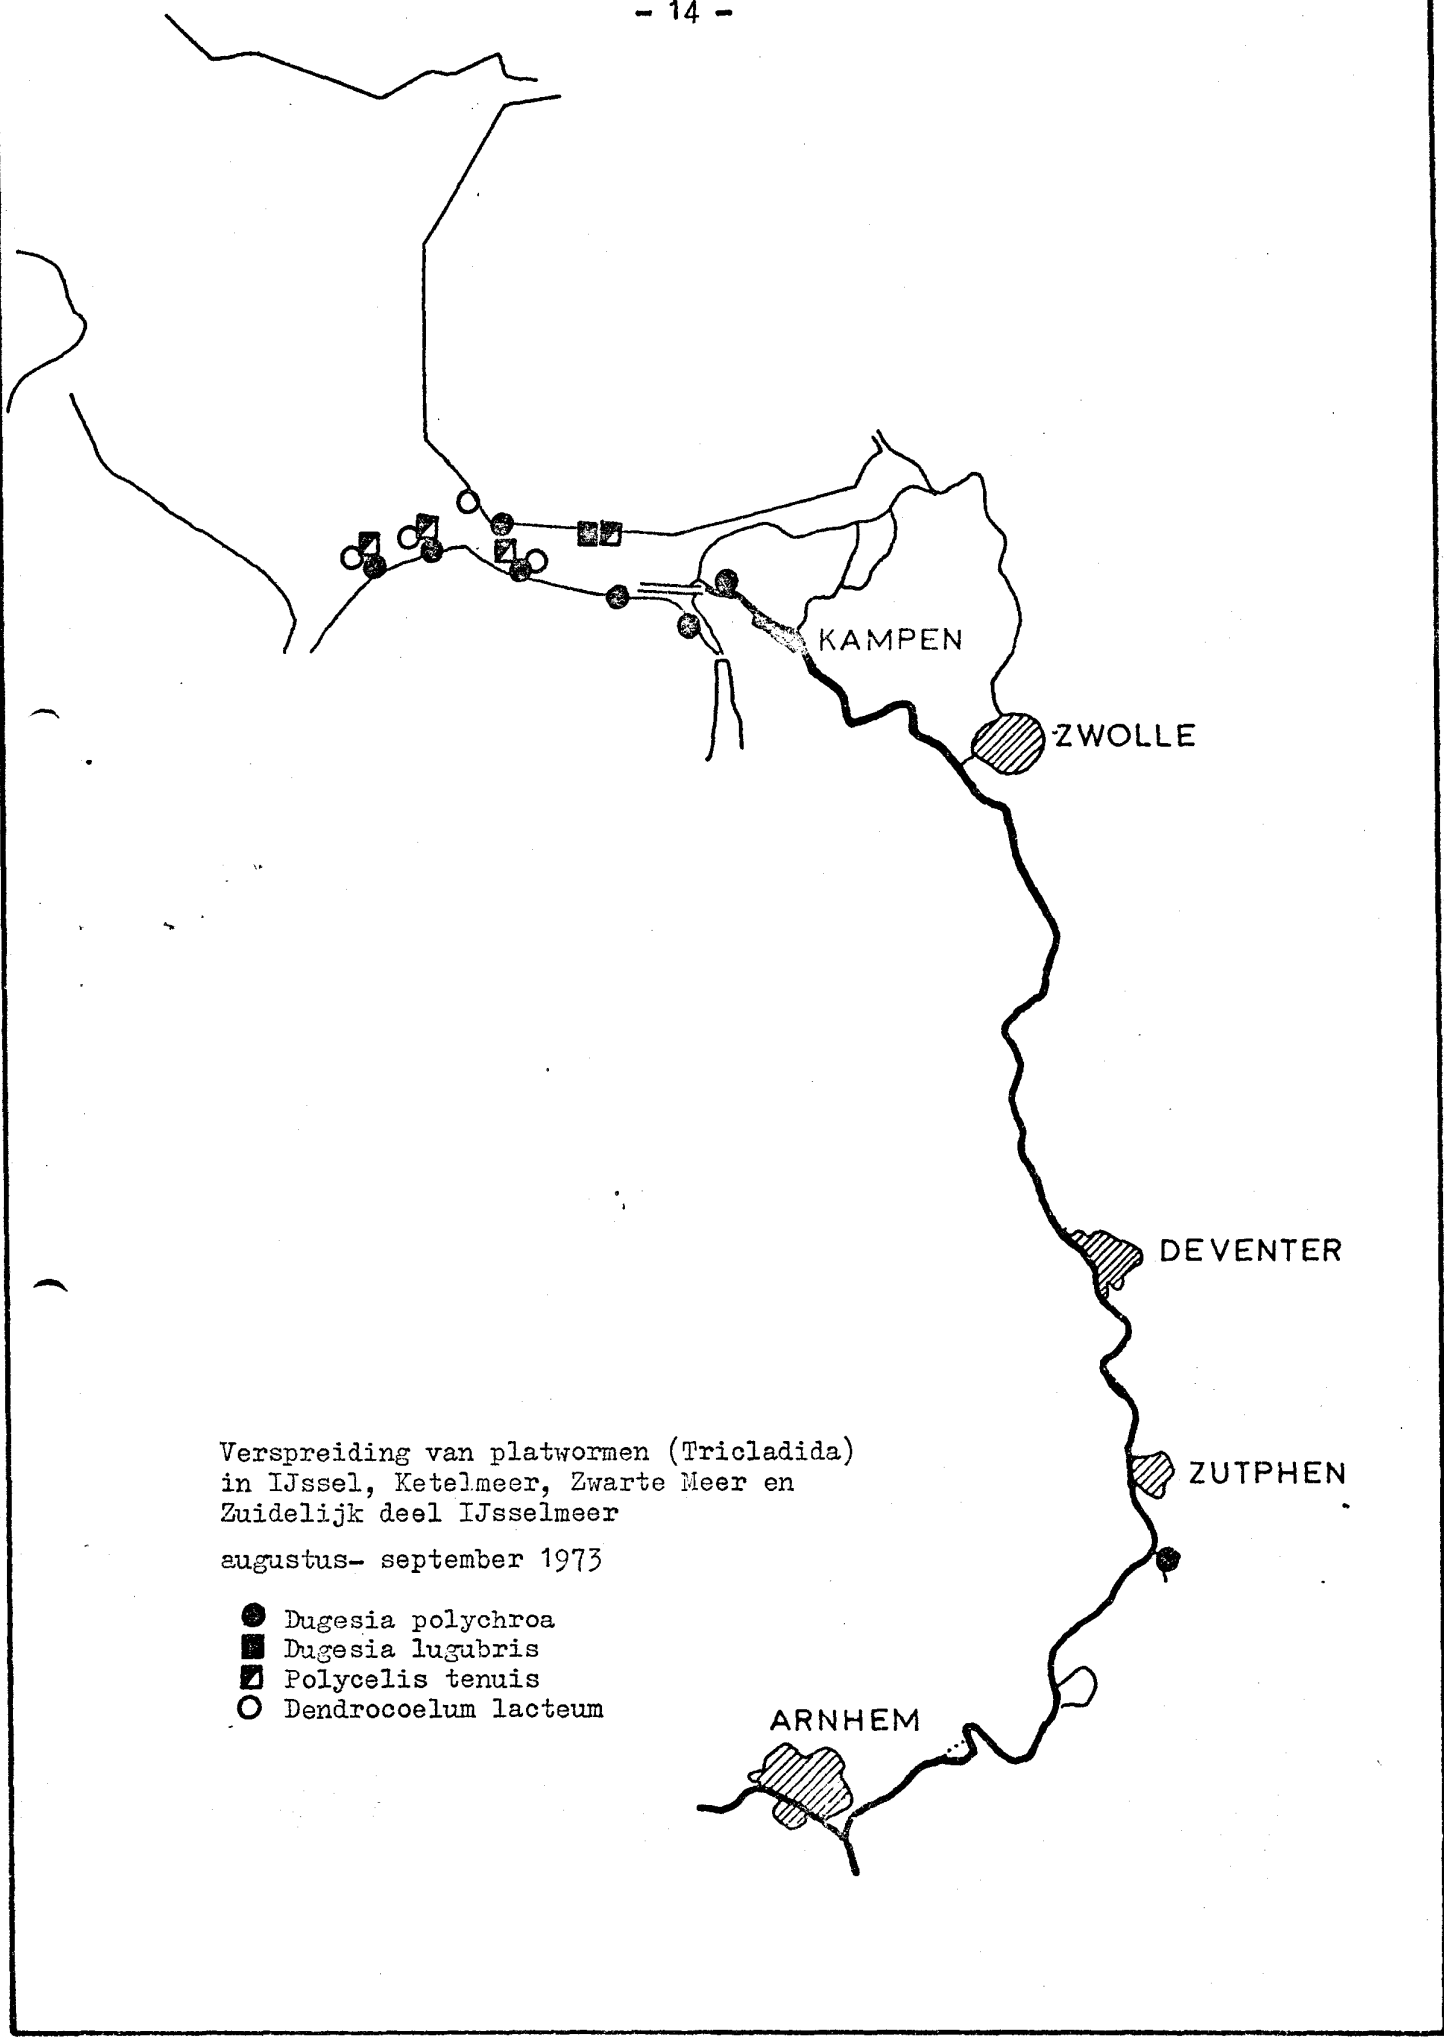 - 14 -
KAMPEN
ZWOLLE
DEVENTER
ZUTPHEN
Verspreiding van platwormen (Tricladida)
in IJssel, Ketelmeer, Zwarte Meer en
Zuidelijk deel IJsselmeer
augustus- september 1973
Dugesia polychroa
Dugesia lugubris
Polycelis tenuis
Dendrocoelum lacteum
ARNHEM